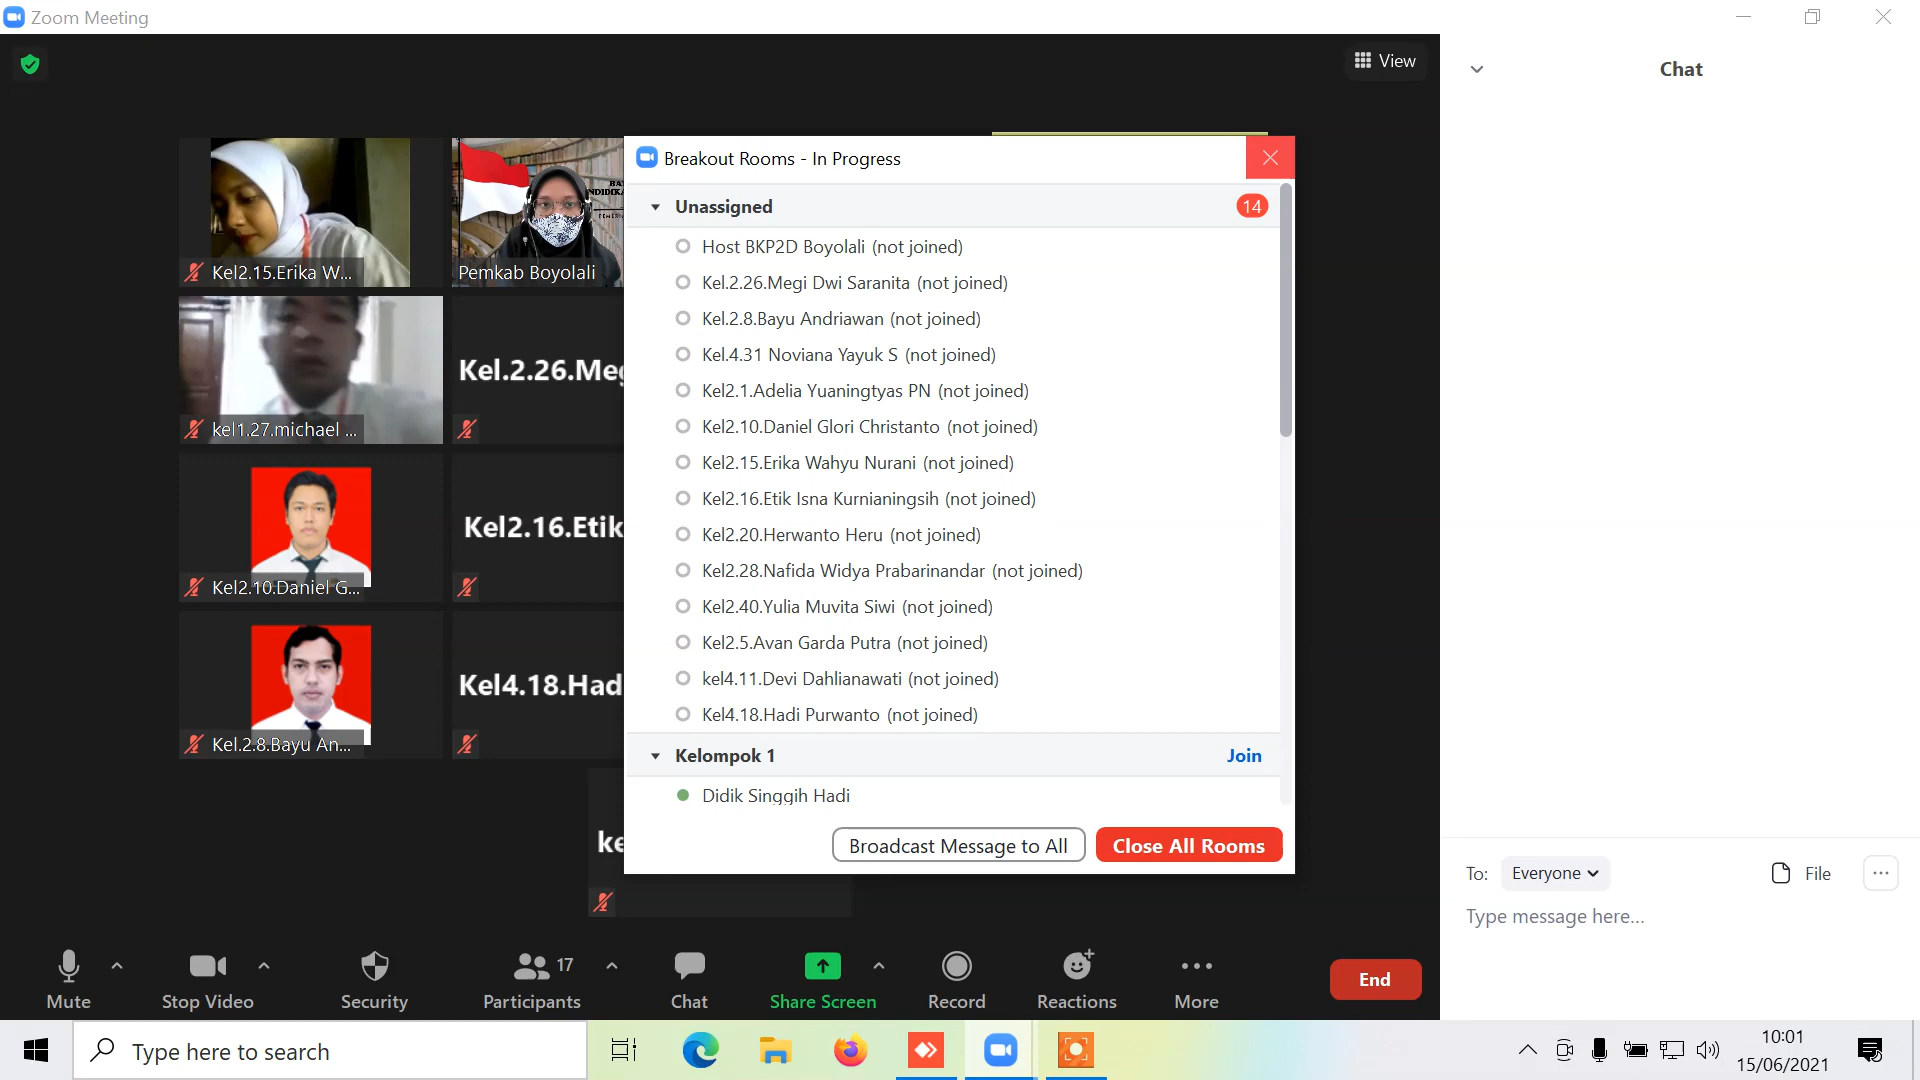 Zoom Meeting
View
Chat
Kel2.15.Erika W...
Pemkab Boyolali
kel1.27.michael ...
Kel.2.26.Meg
Kel2.10.Daniel G...
Kel2.16.Etik
Kel.2.8.Bayu An...
Kel4.18.Had
ke
Breakout Rooms - In Progress
Unassigned
14
Host BKP2D Boyolali (not joined)
Kel.2.26.Megi Dwi Saranita (not joined)
Kel.2.8.Bayu Andriawan (not joined)
Kel.4.31 Noviana Yayuk S (not joined)
Kel2.1.Adelia Yuaningtyas PN (not joined)
Kel2.10.Daniel Glori Christanto (not joined)
Kel2.15.Erika Wahyu Nurani (not joined)
Kel2.16.Etik Isna Kurnianingsih (not joined)
Kel2.20.Herwanto Heru (not joined)
Kel2.28.Nafida Widya Prabarinandar (not joined)
Kel2.40.Yulia Muvita Siwi (not joined)
Kel2.5.Avan Garda Putra (not joined)
kel4.11.Devi Dahlianawati (not joined)
Kel4.18.Hadi Purwanto (not joined)
Kelompok 1
Join
Didik Singgih Hadi
Broadcast Message to All
Close All Rooms
To: Everyone
File
Type message here...
Mute
Stop Video
Security
17
Participants
Chat
Share Screen
Record
Reactions
More
End
Type here to search
10:01
15/06/2021